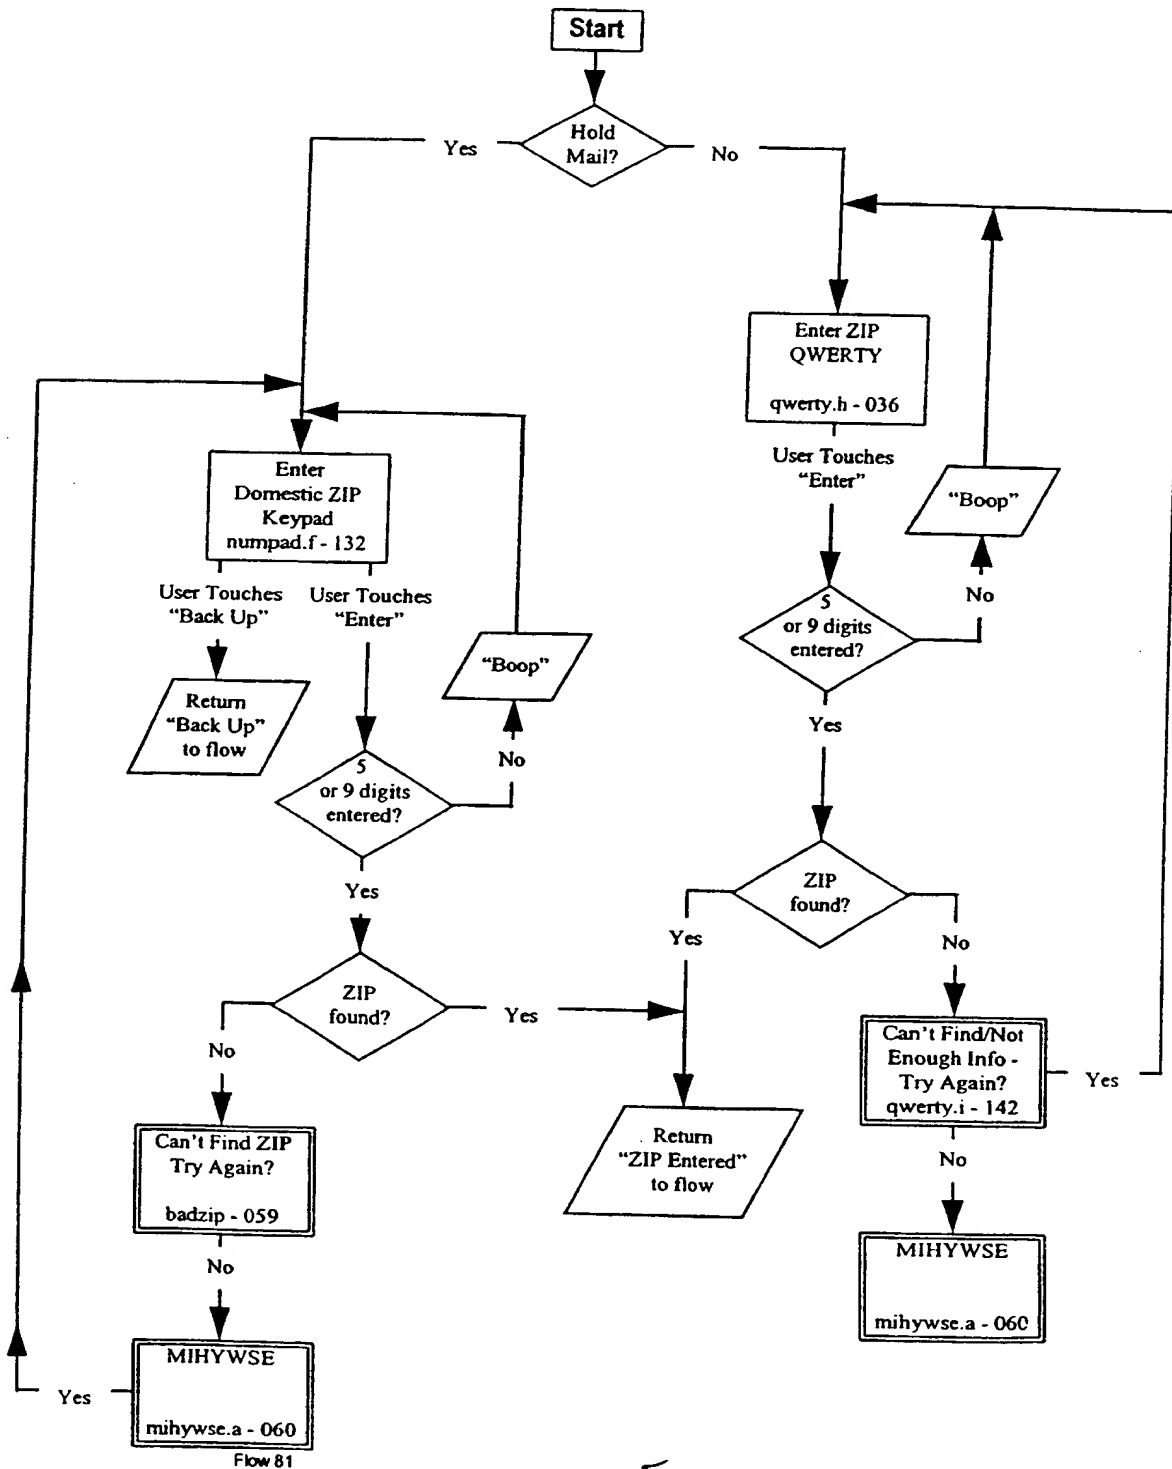 Start
Hold
Mail?
Yes
No
Enter ZIP
QWERTY
qwerty.h - 036
User Touches
“Enter”
“Boop”
No
5
or 9 digits
entered?
Yes
ZIP
found?
Yes
No
Can't Find/Not
Enough Info -
Try Again?
qwerty.i - 142
Yes
No
MIHYWSE
mihywse.a - 060
Enter
Domestic ZIP
Keypad
numpad.f - 132
User Touches
“Back Up”
User Touches
“Enter”
Return
“Back Up”
to flow
“Boop”
No
5
or 9 digits
entered?
Yes
ZIP
found?
Yes
No
Return
“ZIP Entered”
to flow
Can't Find ZIP
Try Again?
badzip - 059
No
MIHYWSE
mihywse.a - 060
Yes
Flow 81